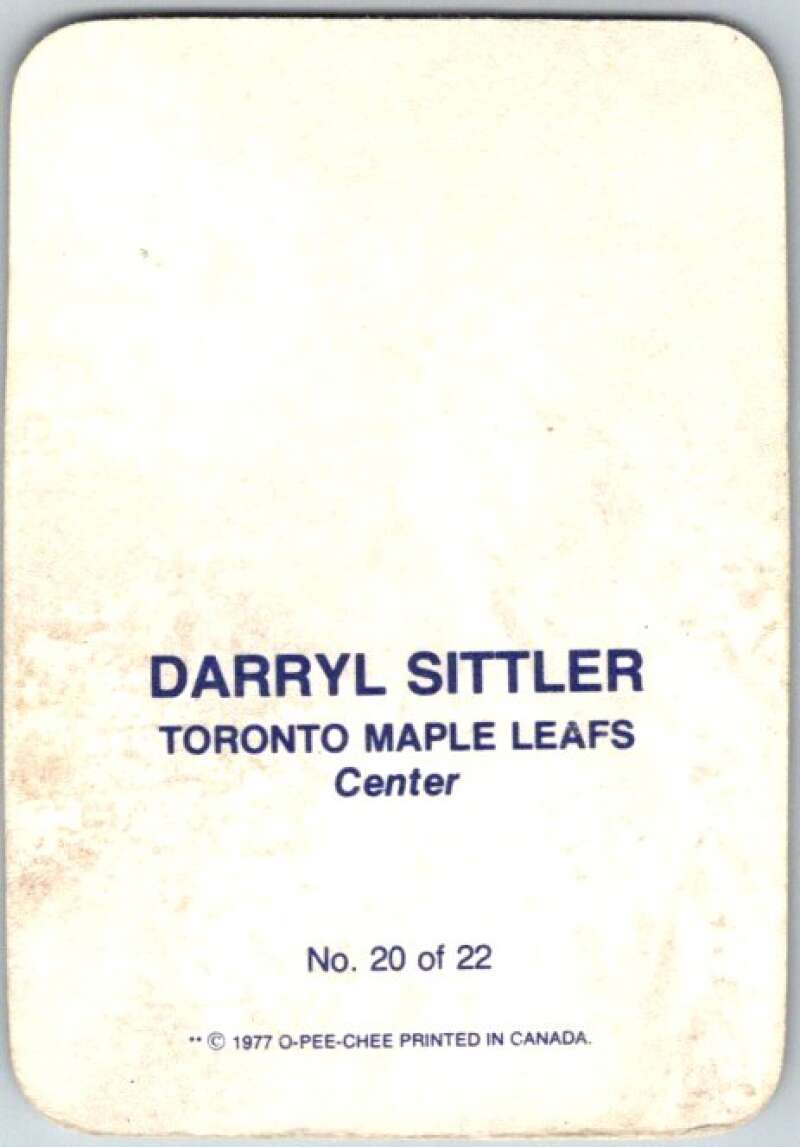 DARRYL SITTLER
TORONTO MAPLE LEAFS
Center
No. 20 of 22
** © 1977 O-PEE-CHEE PRINTED IN CANADA.